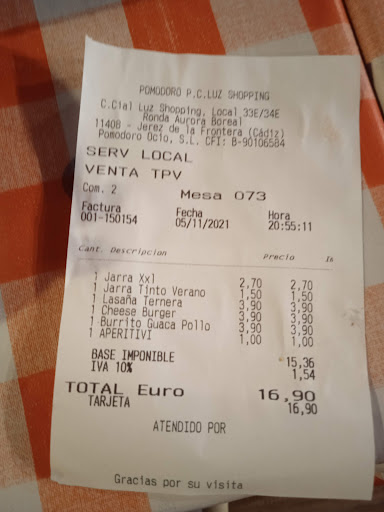 POMODORO P.C.LUZ SHOPPING
C.Cial Luz Shopping, Local 33E/34E
Ronda Aurora Boreal
11408 - Jerez de la Frontera (Cádiz)
Pomodoro Ocio, S.L. CFI: B-90106584
SERV LOCAL
VENTA TPV
Com. 2 Mesa 073
Factura Fecha Hora
001-150154 05/11/2021 20:55:11
Cant. Descripcion Precio Is
1 Jarra Xxl 2,70 2,70
1 Jarra Tinto Verano 1,50 1,50
1 Lasaña Ternera 3,90 3,90
1 Cheese Burger 3,90 3,90
1 Burrito Guaca Pollo 3,90 3,90
1 APERITIVI 1,00 1,00
BASE IMPONIBLE 15,36
IVA 10% 1,54
TOTAL Euro 16,90
TARJETA 16,90
ATENDIDO POR
Gracias por su visita